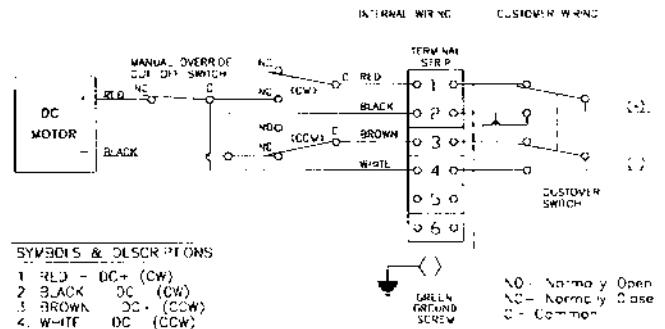 INTERNAL WIRING
CUSTOMER WIRING
TERMINAL
STRIP
MANUAL OVERRIDE
CUT OFF SWITCH
NO
NC
C
(CW)
C
RED
1
RED
NC
C
BLACK
2
DC
MOTOR
NO
(CCW)
C
BROWN
3
BLACK
NC
WHITE
4
CUSTOMER
SWITCH
5
6
SYMBOLS & DESCRIPTIONS
1 RED - DC+ (CW)
2 BLACK DC (CW)
3. BROWN DC+ (CCW)
4. WHITE DC (CCW)
GREEN
GROUND
SCREW
NO - Normally Open
NC - Normally Close
C - Common